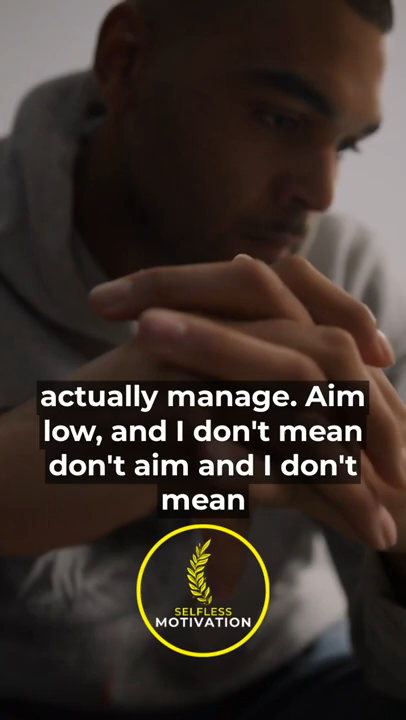 actually manage. Aim
low, and I don't mean
don't aim and I don't
mean
SELFLESS
MOTIVATION